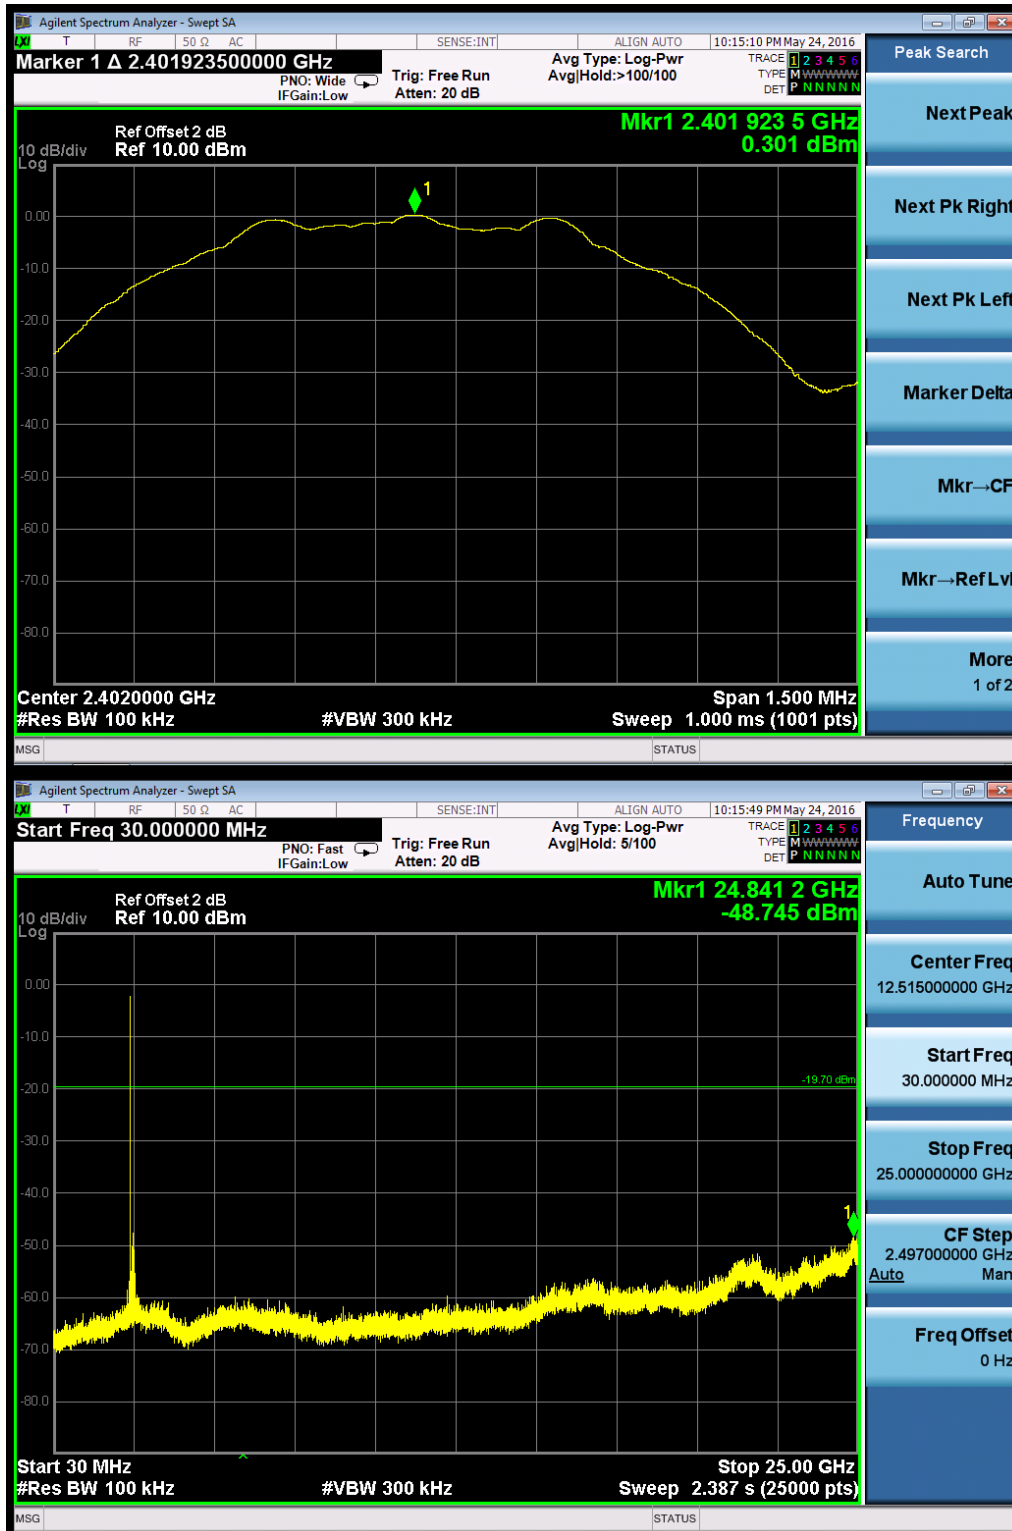 Agilent Spectrum Analyzer - Swept SA
LXI T RF 50 Ω AC SENSE:INT ALIGN AUTO 10:15:10 PM May 24, 2016
Marker 1 Δ 2.401923500000 GHz
PNO: Wide
IFGain:Low
Trig: Free Run
Atten: 20 dB
Avg Type: Log-Pwr
Avg|Hold:>100/100
TRACE 1 2 3 4 5 6
TYPE M WWWWW
DET P N N N N N
Peak Search
Next Peak
Next Pk Right
Next Pk Left
Marker Delta
Mkr→CF
Mkr→Ref Lvl
More
1 of 2
Mkr1 2.401 923 5 GHz
0.301 dBm
Ref Offset 2 dB
10 dB/div Ref 10.00 dBm
Log
1
0.00
-10.0
-20.0
-30.0
-40.0
-50.0
-60.0
-70.0
-80.0
Center 2.4020000 GHz Span 1.500 MHz
#Res BW 100 kHz #VBW 300 kHz Sweep 1.000 ms (1001 pts)
MSG STATUS
Agilent Spectrum Analyzer - Swept SA
LXI T RF 50 Ω AC SENSE:INT ALIGN AUTO 10:15:49 PM May 24, 2016
Start Freq 30.000000 MHz
PNO: Fast
IFGain:Low
Trig: Free Run
Atten: 20 dB
Avg Type: Log-Pwr
Avg|Hold: 5/100
TRACE 1 2 3 4 5 6
TYPE M WWWWW
DET P N N N N N
Frequency
Auto Tune
Center Freq
12.515000000 GHz
Start Freq
30.000000 MHz
Stop Freq
25.000000000 GHz
CF Step
2.497000000 GHz
Auto Man
Freq Offset
0 Hz
Mkr1 24.841 2 GHz
-48.745 dBm
Ref Offset 2 dB
10 dB/div Ref 10.00 dBm
Log
0.00
-10.0
-19.70 dBm
-20.0
-30.0
-40.0
1
-50.0
-60.0
-70.0
-80.0
Start 30 MHz Stop 25.00 GHz
#Res BW 100 kHz #VBW 300 kHz Sweep 2.387 s (25000 pts)
MSG STATUS